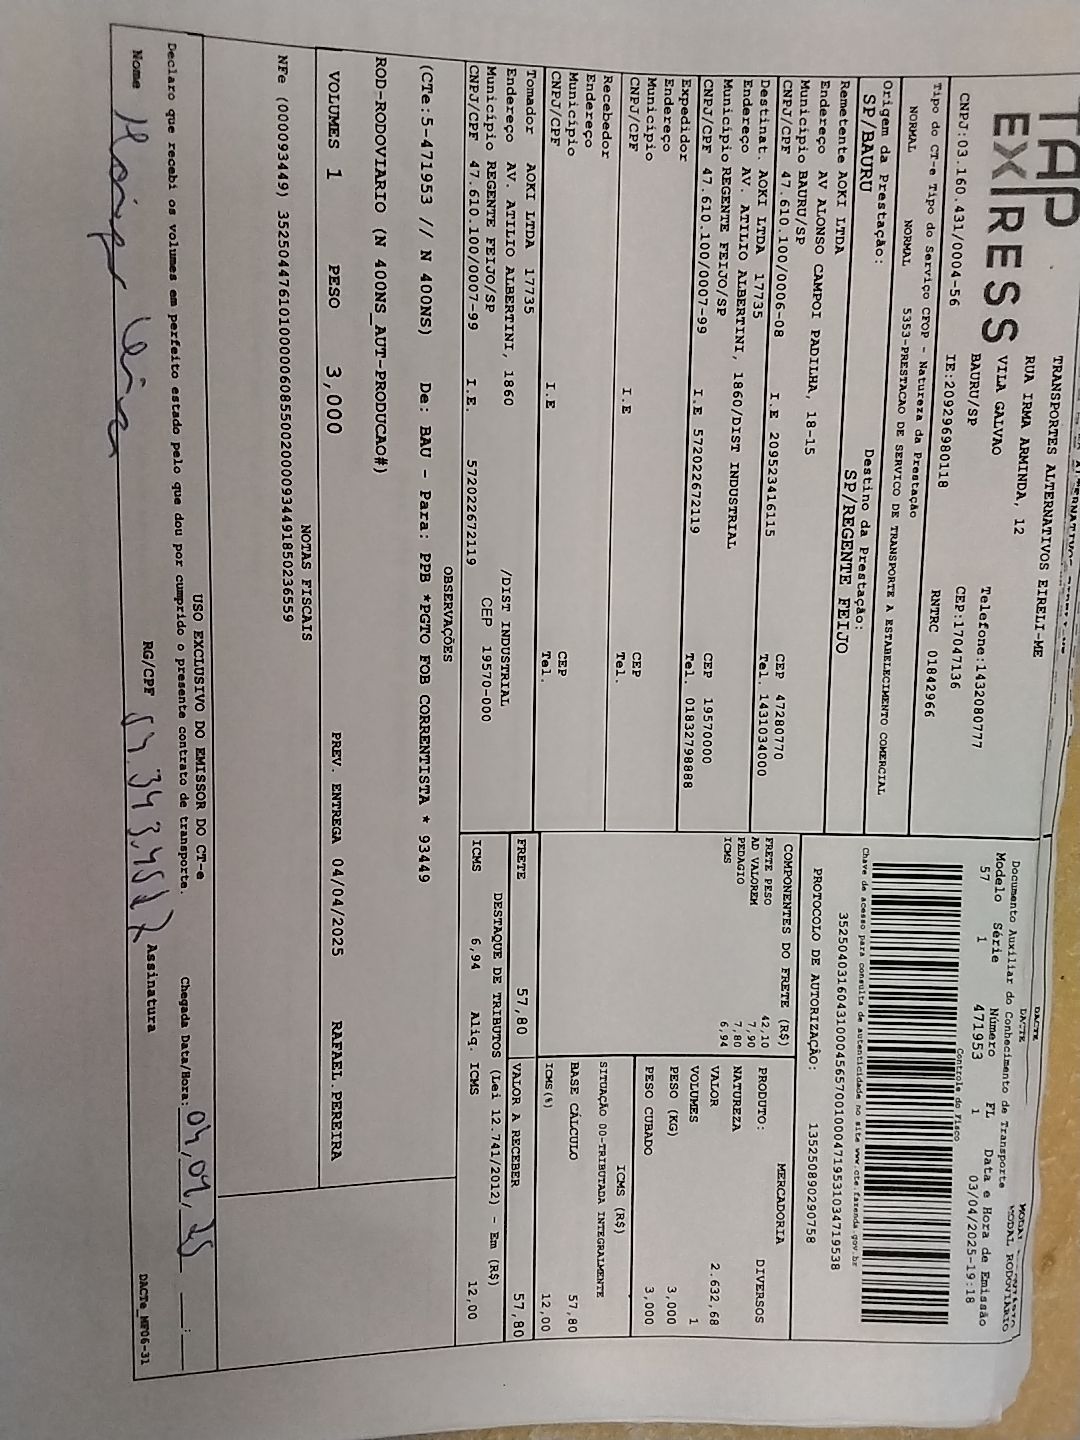 TAP
EXPRESS
TRANSPORTES ALTERNATIVOS EIRELI-ME
RUA IRMA ARMINDA, 12
VILA GALVAO Telefone:1432080777
BAURU/SP CEP:17047136
CNPJ:03.160.431/0004-56 IE:209296980118 RNTRC 01842966
DACTE
MODAL RODOVIÁRIO
Documento Auxiliar do Conhecimento de Transporte
Modelo Série Número FL Data e Hora de Emissão
57 1 471953 1 03/04/2025-19:18
Controle do Fisco
Chave de acesso para consulta de autenticidade no site www.cte.fazenda.gov.br
35250403160431000456570010004719531034719538
PROTOCOLO DE AUTORIZAÇÃO: 135250890290758
Tipo do CT-e Tipo do Serviço CFOP - Natureza da Prestação
NORMAL NORMAL 5353-PRESTACAO DE SERVICO DE TRANSPORTE A ESTABELECIMENTO COMERCIAL
Origem da Prestação: Destino da Prestação:
SP/BAURU SP/REGENTE FEIJO
Remetente AOKI LTDA
Endereço AV ALONSO CAMPOI PADILHA, 18-15
Município BAURU/SP CEP 47280770
CNPJ/CPF 47.610.100/0006-08 I.E 209523416115 Tel. 1431034000
Destinat. AOKI LTDA 17735
Endereço AV. ATILIO ALBERTINI, 1860/DIST INDUSTRIAL
Município REGENTE FEIJO/SP CEP 19570000
CNPJ/CPF 47.610.100/0007-99 I.E 572022672119 Tel. 01832798888
Expedidor
Endereço
Município CEP
CNPJ/CPF I.E Tel.
Recebedor
Endereço
Município CEP
CNPJ/CPF I.E Tel.
Tomador AOKI LTDA 17735
Endereço AV. ATILIO ALBERTINI, 1860 /DIST INDUSTRIAL
Município REGENTE FEIJO/SP CEP 19570-000
CNPJ/CPF 47.610.100/0007-99 I.E. 572022672119
COMPONENTES DO FRETE (R$)
FRETE PESO 42,10
AD VALOREM 7,90
PEDAGIO 7,80
ICMS 6,94
MERCADORIA
PRODUTO: DIVERSOS
NATUREZA
VALOR 2.632,68
VOLUMES 1
PESO (KG) 3,000
PESO CUBADO 3,000
ICMS (R$)
SITUAÇÃO 00-TRIBUTADA INTEGRALMENTE
BASE CÁLCULO 57,80
ICMS(%) 12,00
FRETE 57,80 VALOR A RECEBER 57,80
DESTAQUE DE TRIBUTOS (Lei 12.741/2012) - Em (R$)
ICMS 6,94 Aliq. ICMS 12,00
OBSERVAÇÕES
(CTe:5-471953 // N 400NS) De: BAU - Para: PPB *PGTO FOB CORRENTISTA * 93449
ROD-RODOVIARIO (N 400NS_AUT-PRODUCAO#)
VOLUMES 1 PESO 3,000 PREV. ENTREGA 04/04/2025 RAFAEL.PEREIRA
NOTAS FISCAIS
NFe (000093449) 35250447610100000608550020000934491850236559
USO EXCLUSIVO DO EMISSOR DO CT-e
Declaro que recebi os volumes em perfeito estado pelo que dou por cumprido o presente contrato de transporte. Chegada Data/Hora: 04,04,25 __:__
Nome RG/CPF Assinatura
DACTe_MF06-31